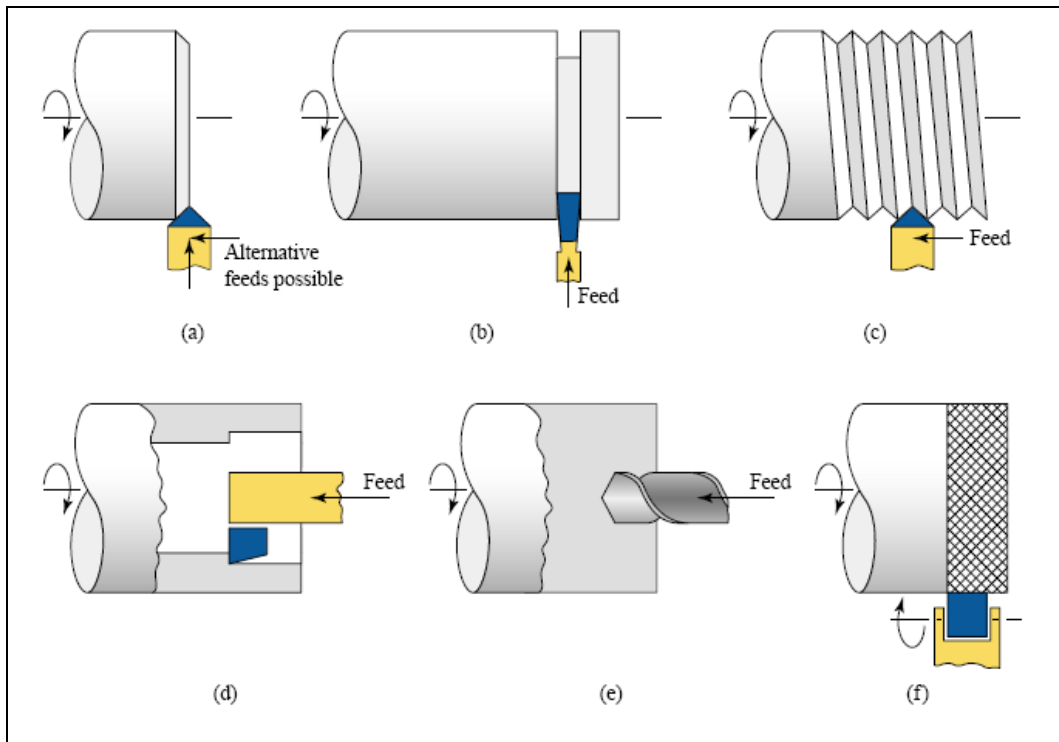 Alternative
feeds possible
Feed
Feed
(a)
(b)
(c)
Feed
Feed
(d)
(e)
(f)